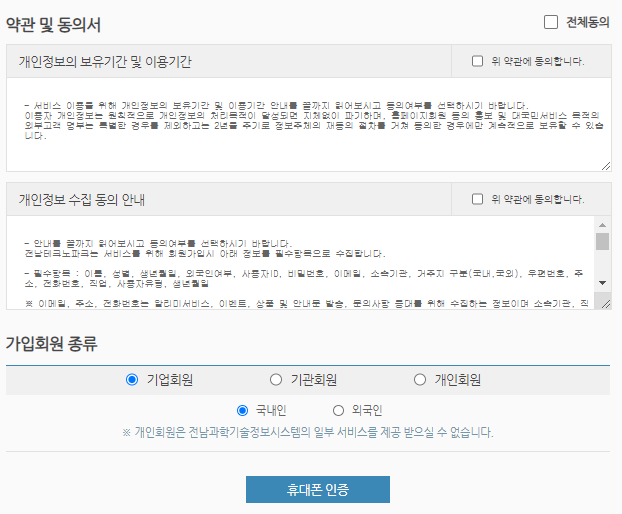 약관 및 동의서
전체동의
개인정보의 보유기간 및 이용기간
위 약관에 동의합니다.
- 서비스 이용을 위해 개인정보의 보유기간 및 이용기간 안내를 끝까지 읽어보시고 동의여부를 선택하시기 바랍니다.
이용자 개인정보는 원칙적으로 개인정보의 처리목적이 달성되면 지체없이 파기하며, 홈페이지회원 등의 홍보 및 대국민서비스 목적의
외부고객 명부는 특별한 경우를 제외하고는 2년을 주기로 정보주체의 재동의 절차를 거쳐 동의한 경우에만 계속적으로 보유할 수 있습
니다.
개인정보 수집 동의 안내
위 약관에 동의합니다.
- 안내를 끝까지 읽어보시고 동의여부를 선택하시기 바랍니다.
전남테크노파크는 서비스를 위해 회원가입시 아래 정보를 필수항목으로 수집합니다.
- 필수항목 : 이름, 성별, 생년월일, 외국인여부, 사용자ID, 비밀번호, 이메일, 소속기관, 거주지 구분(국내,국외), 우편번호, 주
소, 전화번호, 직업, 사용자유형, 생년월일
※ 이메일, 주소, 전화번호는 알리미서비스, 이벤트, 상품 및 안내문 발송, 문의사항 응대를 위해 수집하는 정보이며 소속기관, 직
가입회원 종류
기업회원
기관회원
개인회원
국내인
외국인
※ 개인회원은 전남과학기술정보시스템의 일부 서비스를 제공 받으실 수 없습니다.
휴대폰 인증